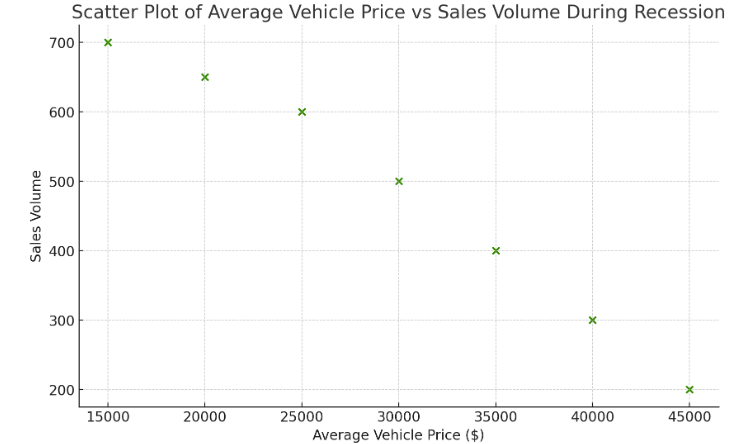 Scatter Plot of Average Vehicle Price vs Sales Volume During Recession
700
600
500
400
300
200
Sales Volume
15000 20000 25000 30000 35000 40000 45000
Average Vehicle Price ($)